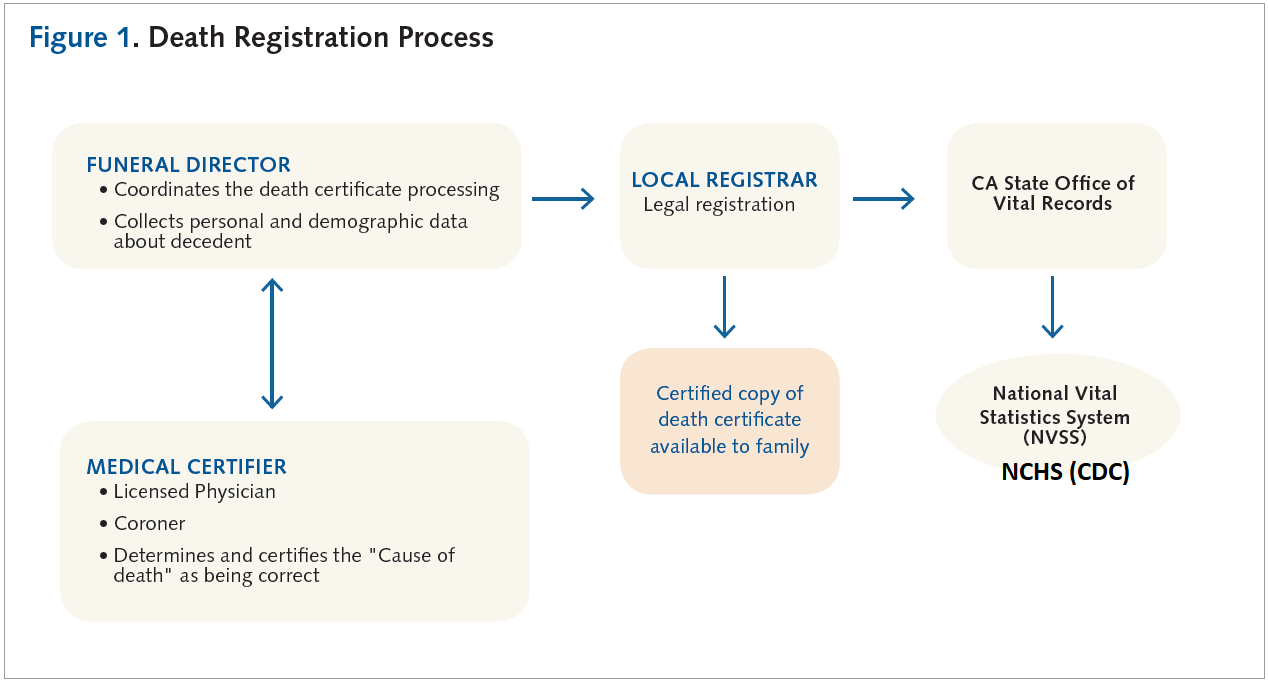 Figure 1. Death Registration Process
FUNERAL DIRECTOR
• Coordinates the death certificate processing
• Collects personal and demographic data
about decedent
LOCAL REGISTRAR
Legal registration
CA State Office of
Vital Records
MEDICAL CERTIFIER
• Licensed Physician
• Coroner
• Determines and certifies the "Cause of
death" as being correct
Certified copy of
death certificate
available to family
National Vital
Statistics System
(NVSS)
NCHS (CDC)